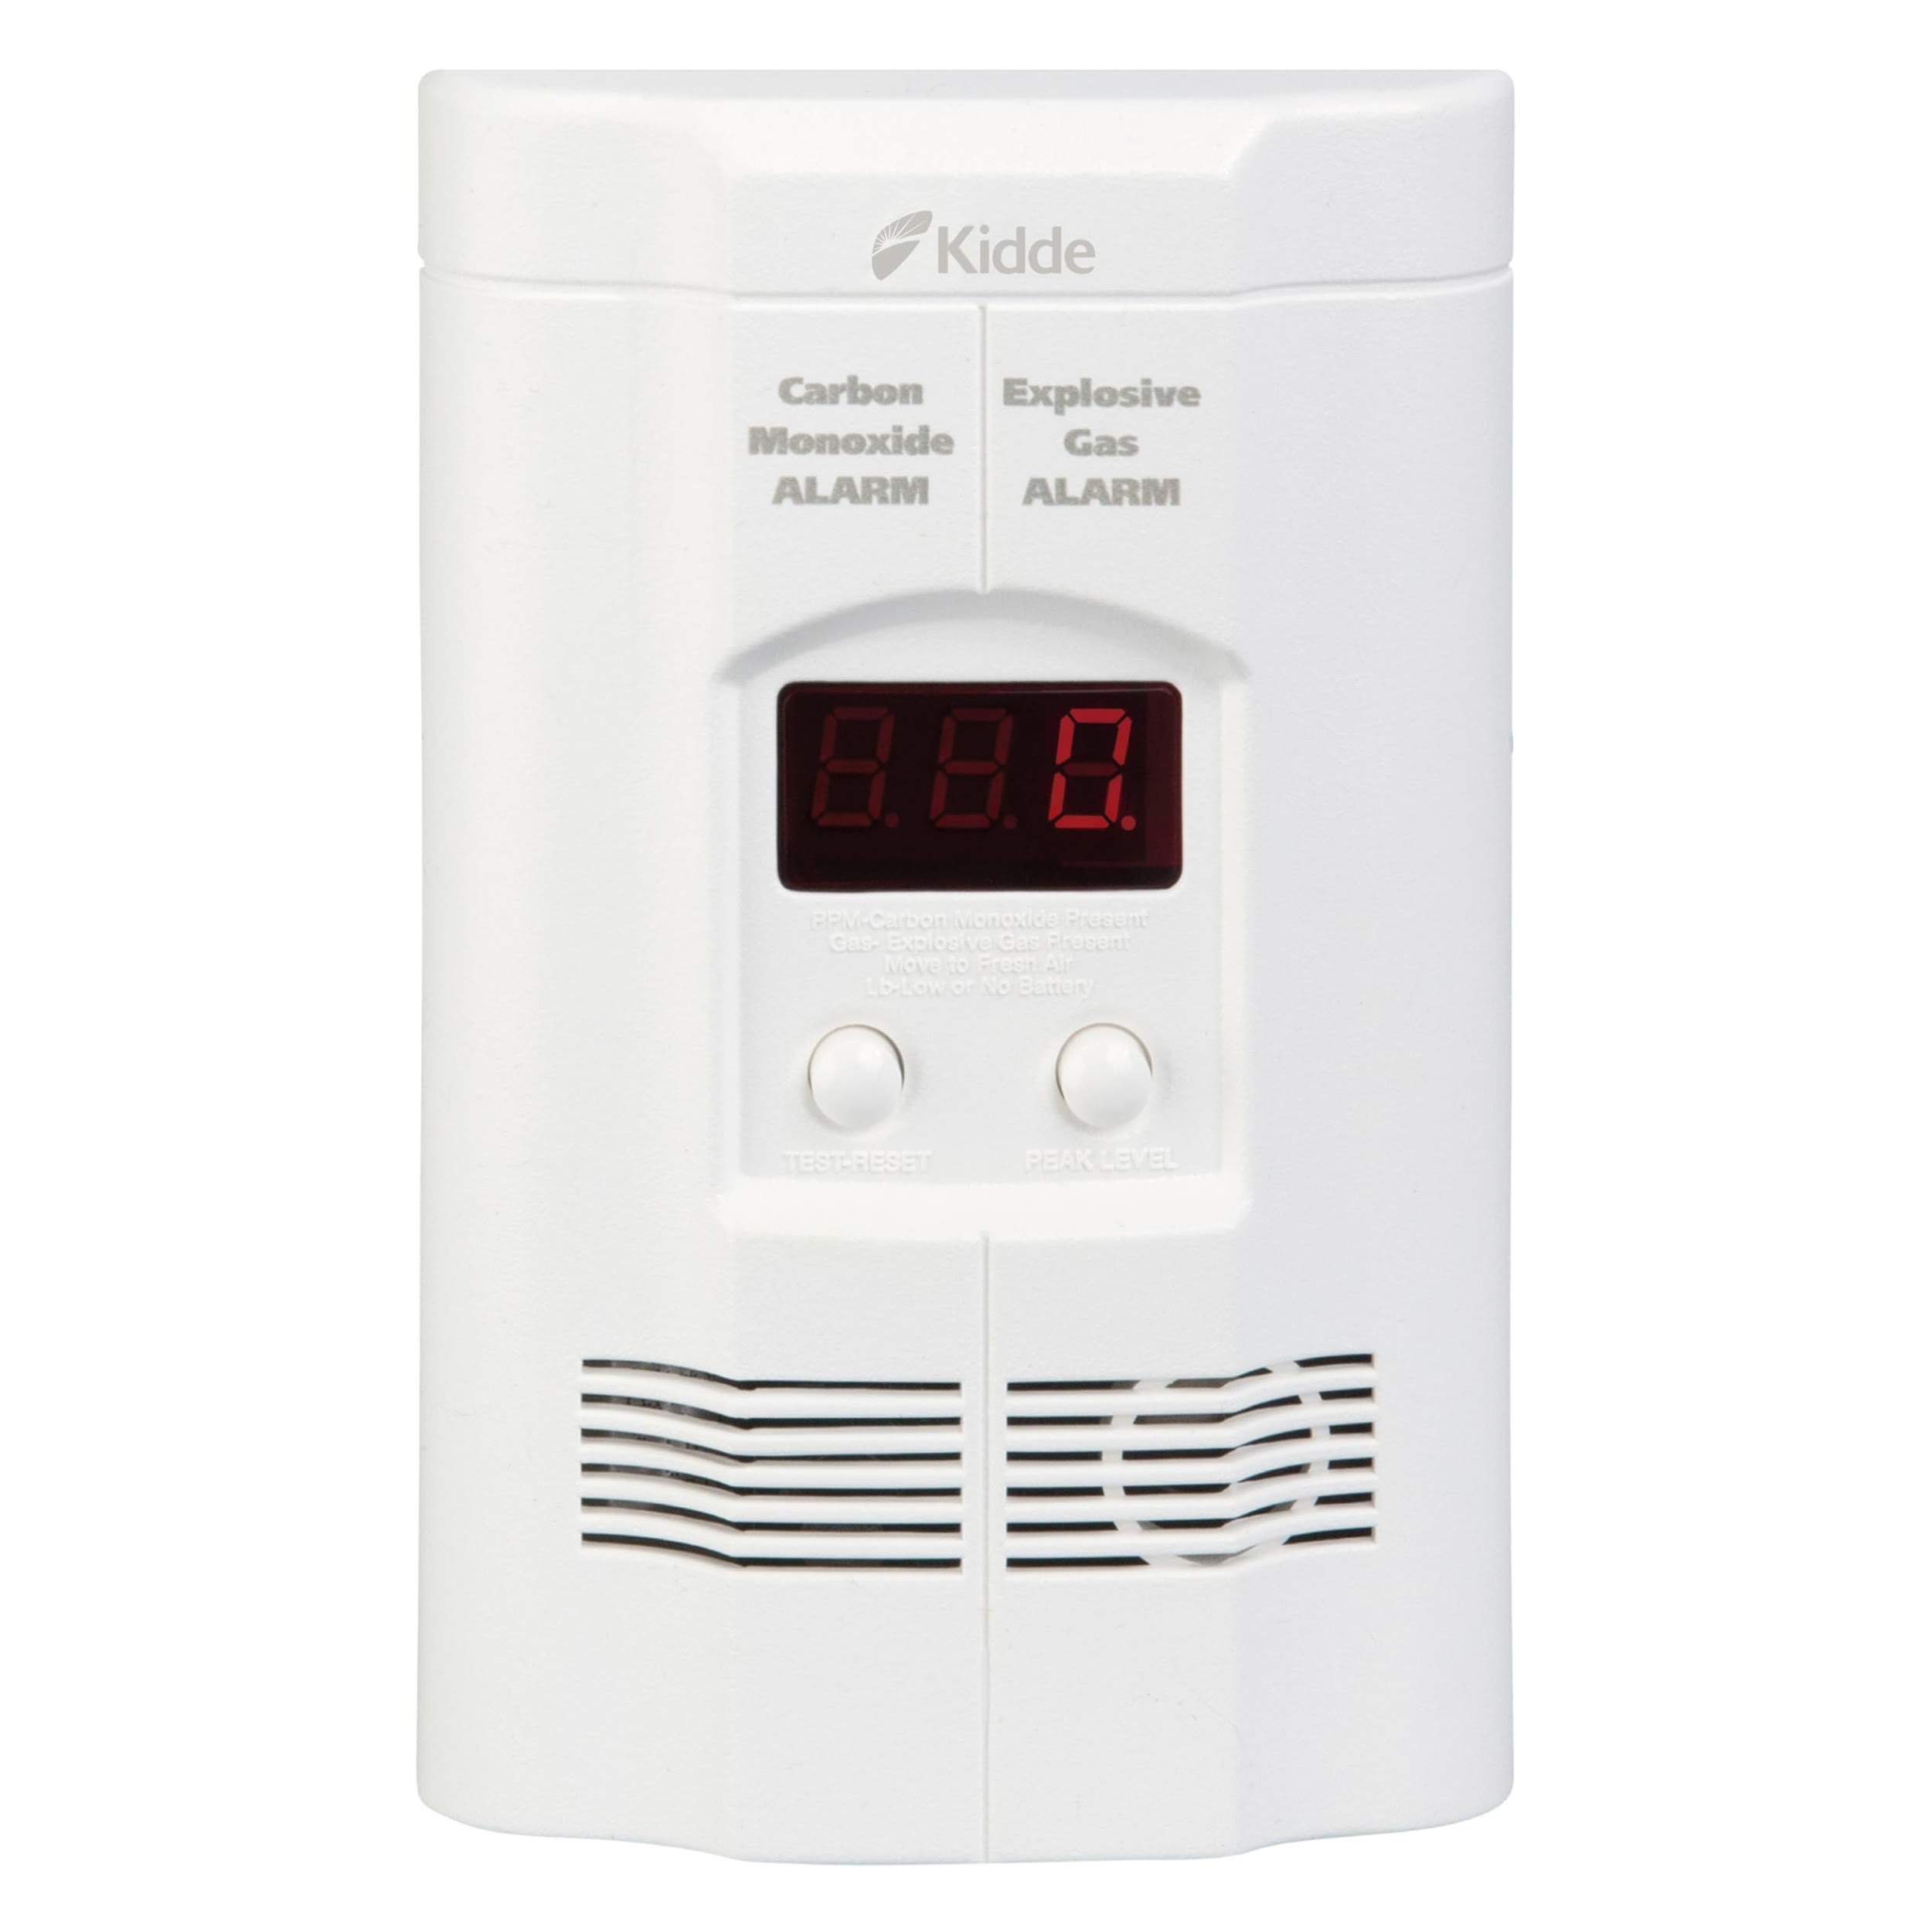 Kidde
Carbon
Monoxide
ALARM
Explosive
Gas
ALARM
0.
PPM-Carbon Monoxide Present
Gas- Explosive Gas Present
Move to Fresh Air
Lb-Low or No Battery
TEST-RESET
PEAK LEVEL